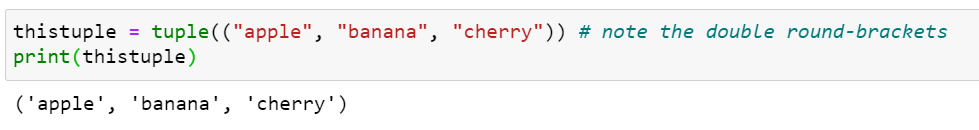 thistuple = tuple(("apple", "banana", "cherry")) # note the double round-brackets
print(thistuple)
('apple', 'banana', 'cherry')